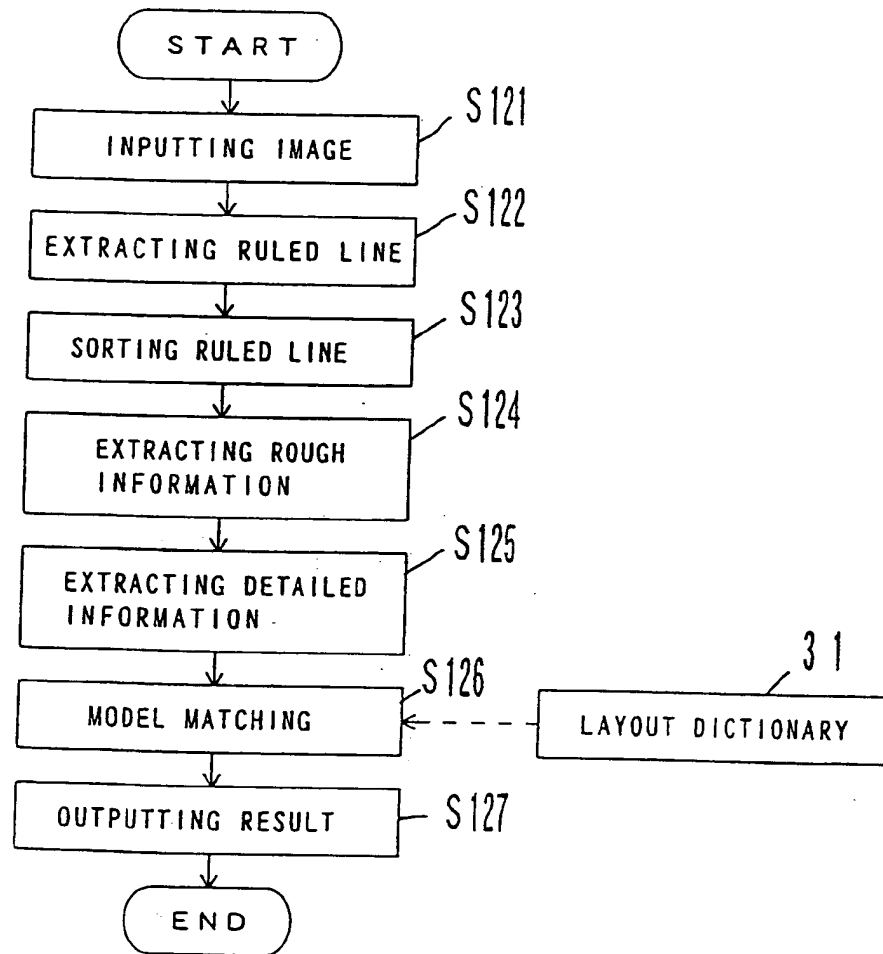 START
S121
INPUTTING IMAGE
S122
EXTRACTING RULED LINE
S123
SORTING RULED LINE
S124
EXTRACTING ROUGH
INFORMATION
S125
EXTRACTING DETAILED
INFORMATION
S126
MODEL MATCHING
31
LAYOUT DICTIONARY
S127
OUTPUTTING RESULT
END